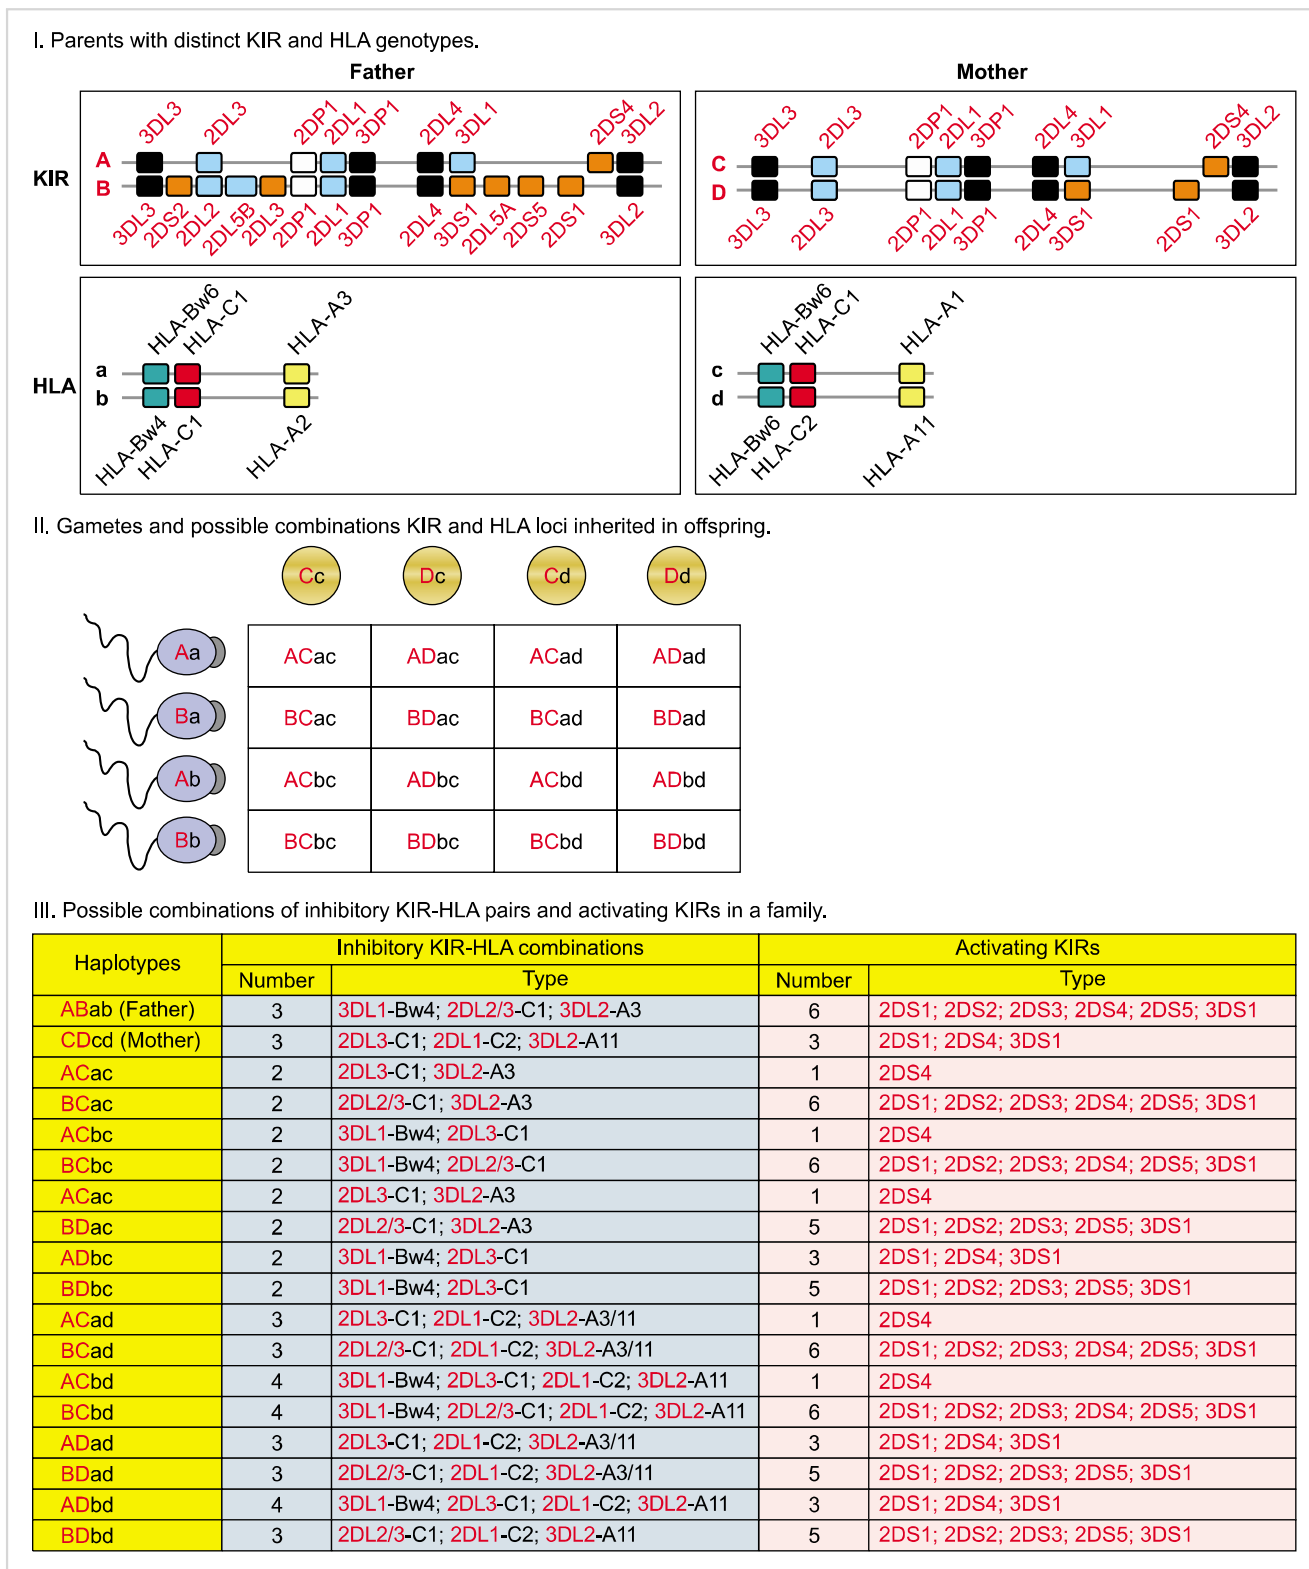 I. Parents with distinct KIR and HLA genotypes.
Father
Mother
3DL3 2DL3 2DP1 2DL1 3DP1 2DL4 3DL1 2DS4 3DL2
3DL3 2DL3 2DP1 2DL1 3DP1 2DL4 3DL1 2DS4 3DL2
KIR
A
B
C
D
3DL3 2DS2 2DL2 2DL5B 2DL3 2DP1 2DL1 3DP1 2DL4 3DS1 2DL5A 2DS5 2DS1 3DL2
3DL3 2DL3 2DP1 2DL1 3DP1 2DL4 3DS1 2DS1 3DL2
HLA-Bw6 HLA-C1 HLA-A3
HLA-Bw6 HLA-C1 HLA-A1
HLA
a
b
c
d
HLA-Bw4 HLA-C1 HLA-A2
HLA-Bw6 HLA-C2 HLA-A11
II. Gametes and possible combinations KIR and HLA loci inherited in offspring.
Cc Dc Cd Dd
Aa ACac ADac ACad ADad
Ba BCac BDac BCad BDad
Ab ACbc ADbc ACbd ADbd
Bb BCbc BDbc BCbd BDbd
III. Possible combinations of inhibitory KIR-HLA pairs and activating KIRs in a family.
Haplotypes Inhibitory KIR-HLA combinations Activating KIRs
Number Type Number Type
ABab (Father) 3 3DL1-Bw4; 2DL2/3-C1; 3DL2-A3 6 2DS1; 2DS2; 2DS3; 2DS4; 2DS5; 3DS1
CDcd (Mother) 3 2DL3-C1; 2DL1-C2; 3DL2-A11 3 2DS1; 2DS4; 3DS1
ACac 2 2DL3-C1; 3DL2-A3 1 2DS4
BCac 2 2DL2/3-C1; 3DL2-A3 6 2DS1; 2DS2; 2DS3; 2DS4; 2DS5; 3DS1
ACbc 2 3DL1-Bw4; 2DL3-C1 1 2DS4
BCbc 2 3DL1-Bw4; 2DL2/3-C1 6 2DS1; 2DS2; 2DS3; 2DS4; 2DS5; 3DS1
ACac 2 2DL3-C1; 3DL2-A3 1 2DS4
BDac 2 2DL2/3-C1; 3DL2-A3 5 2DS1; 2DS2; 2DS3; 2DS5; 3DS1
ADbc 2 3DL1-Bw4; 2DL3-C1 3 2DS1; 2DS4; 3DS1
BDbc 2 3DL1-Bw4; 2DL3-C1 5 2DS1; 2DS2; 2DS3; 2DS5; 3DS1
ACad 3 2DL3-C1; 2DL1-C2; 3DL2-A3/11 1 2DS4
BCad 3 2DL2/3-C1; 2DL1-C2; 3DL2-A3/11 6 2DS1; 2DS2; 2DS3; 2DS4; 2DS5; 3DS1
ACbd 4 3DL1-Bw4; 2DL3-C1; 2DL1-C2; 3DL2-A11 1 2DS4
BCbd 4 3DL1-Bw4; 2DL2/3-C1; 2DL1-C2; 3DL2-A11 6 2DS1; 2DS2; 2DS3; 2DS4; 2DS5; 3DS1
ADad 3 2DL3-C1; 2DL1-C2; 3DL2-A3/11 3 2DS1; 2DS4; 3DS1
BDad 3 2DL2/3-C1; 2DL1-C2; 3DL2-A3/11 5 2DS1; 2DS2; 2DS3; 2DS5; 3DS1
ADbd 4 3DL1-Bw4; 2DL3-C1; 2DL1-C2; 3DL2-A11 3 2DS1; 2DS4; 3DS1
BDbd 3 2DL2/3-C1; 2DL1-C2; 3DL2-A11 5 2DS1; 2DS2; 2DS3; 2DS5; 3DS1